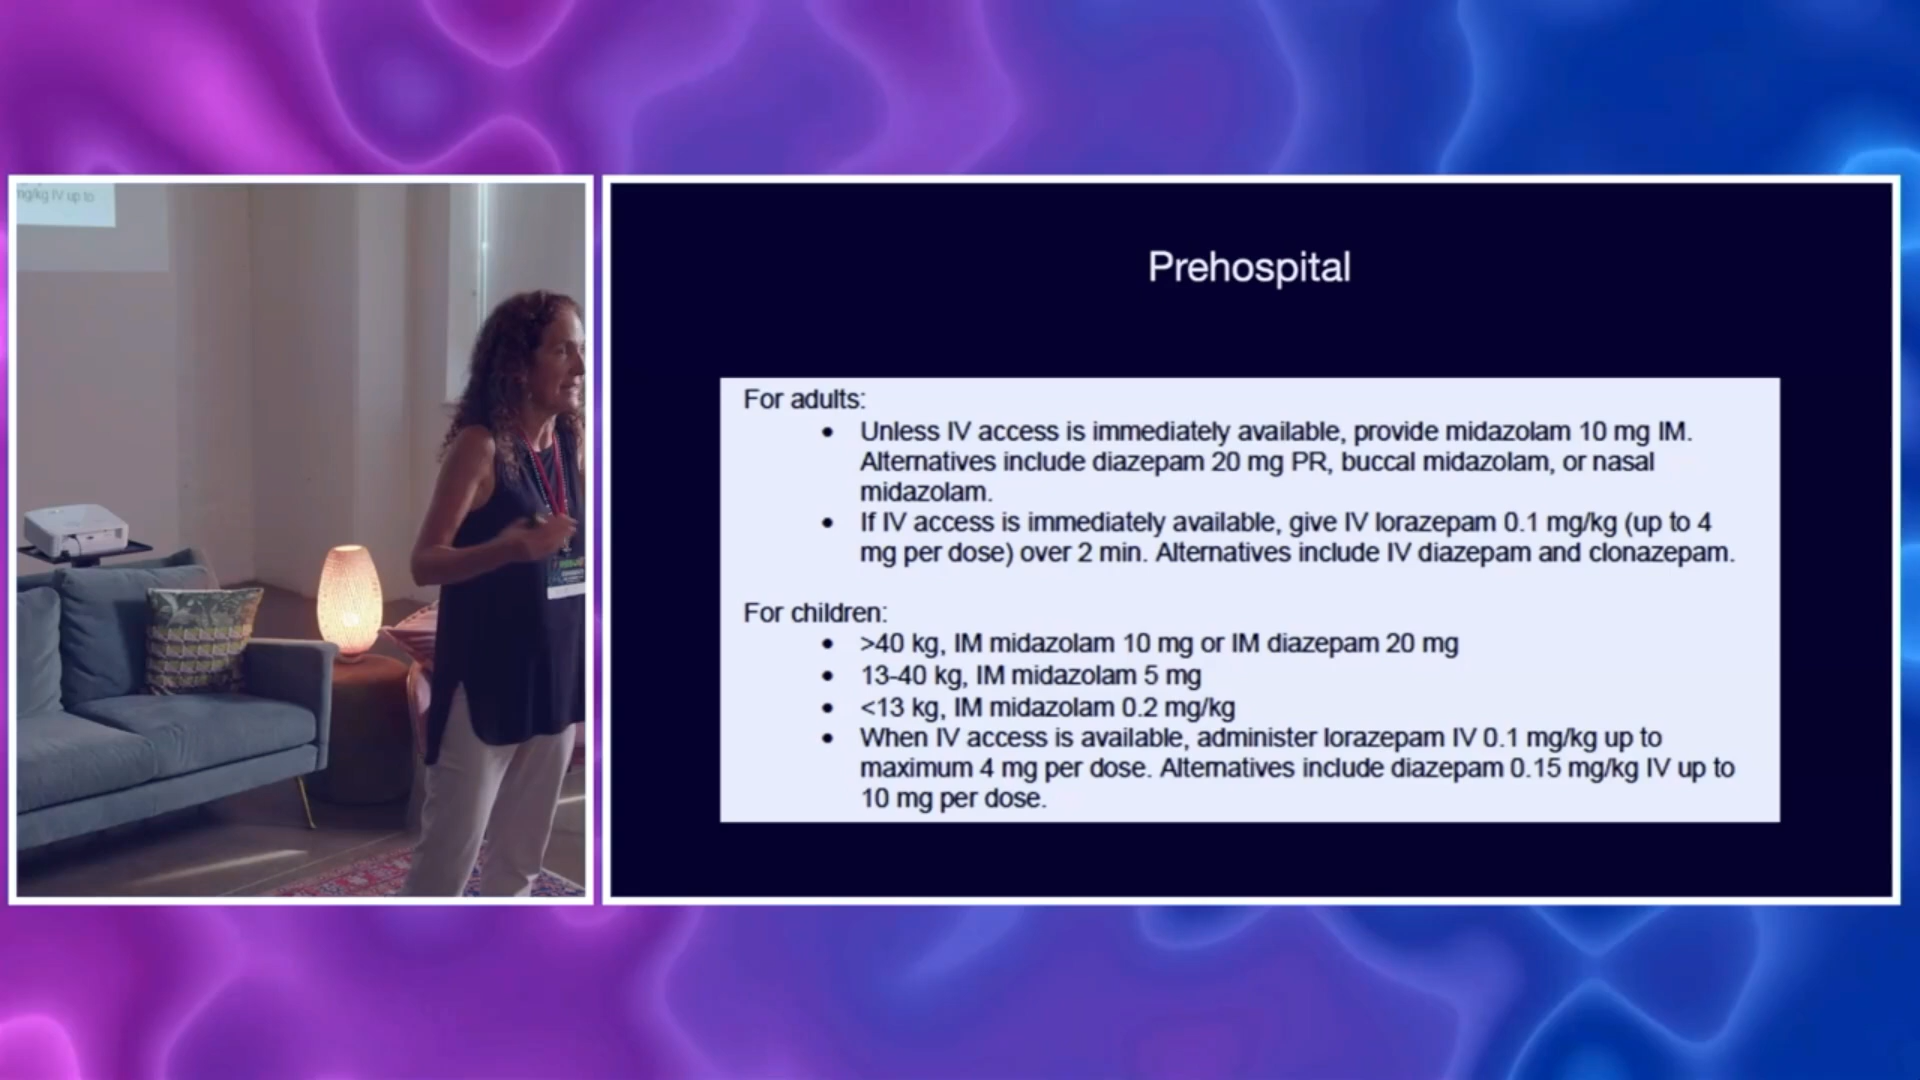 mg/kg IV up to
Prehospital
For adults:
• Unless IV access is immediately available, provide midazolam 10 mg IM.
Alternatives include diazepam 20 mg PR, buccal midazolam, or nasal
midazolam.
• If IV access is immediately available, give IV lorazepam 0.1 mg/kg (up to 4
mg per dose) over 2 min. Alternatives include IV diazepam and clonazepam.
For children:
• >40 kg, IM midazolam 10 mg or IM diazepam 20 mg
• 13-40 kg, IM midazolam 5 mg
• <13 kg, IM midazolam 0.2 mg/kg
• When IV access is available, administer lorazepam IV 0.1 mg/kg up to
maximum 4 mg per dose. Alternatives include diazepam 0.15 mg/kg IV up to
10 mg per dose.